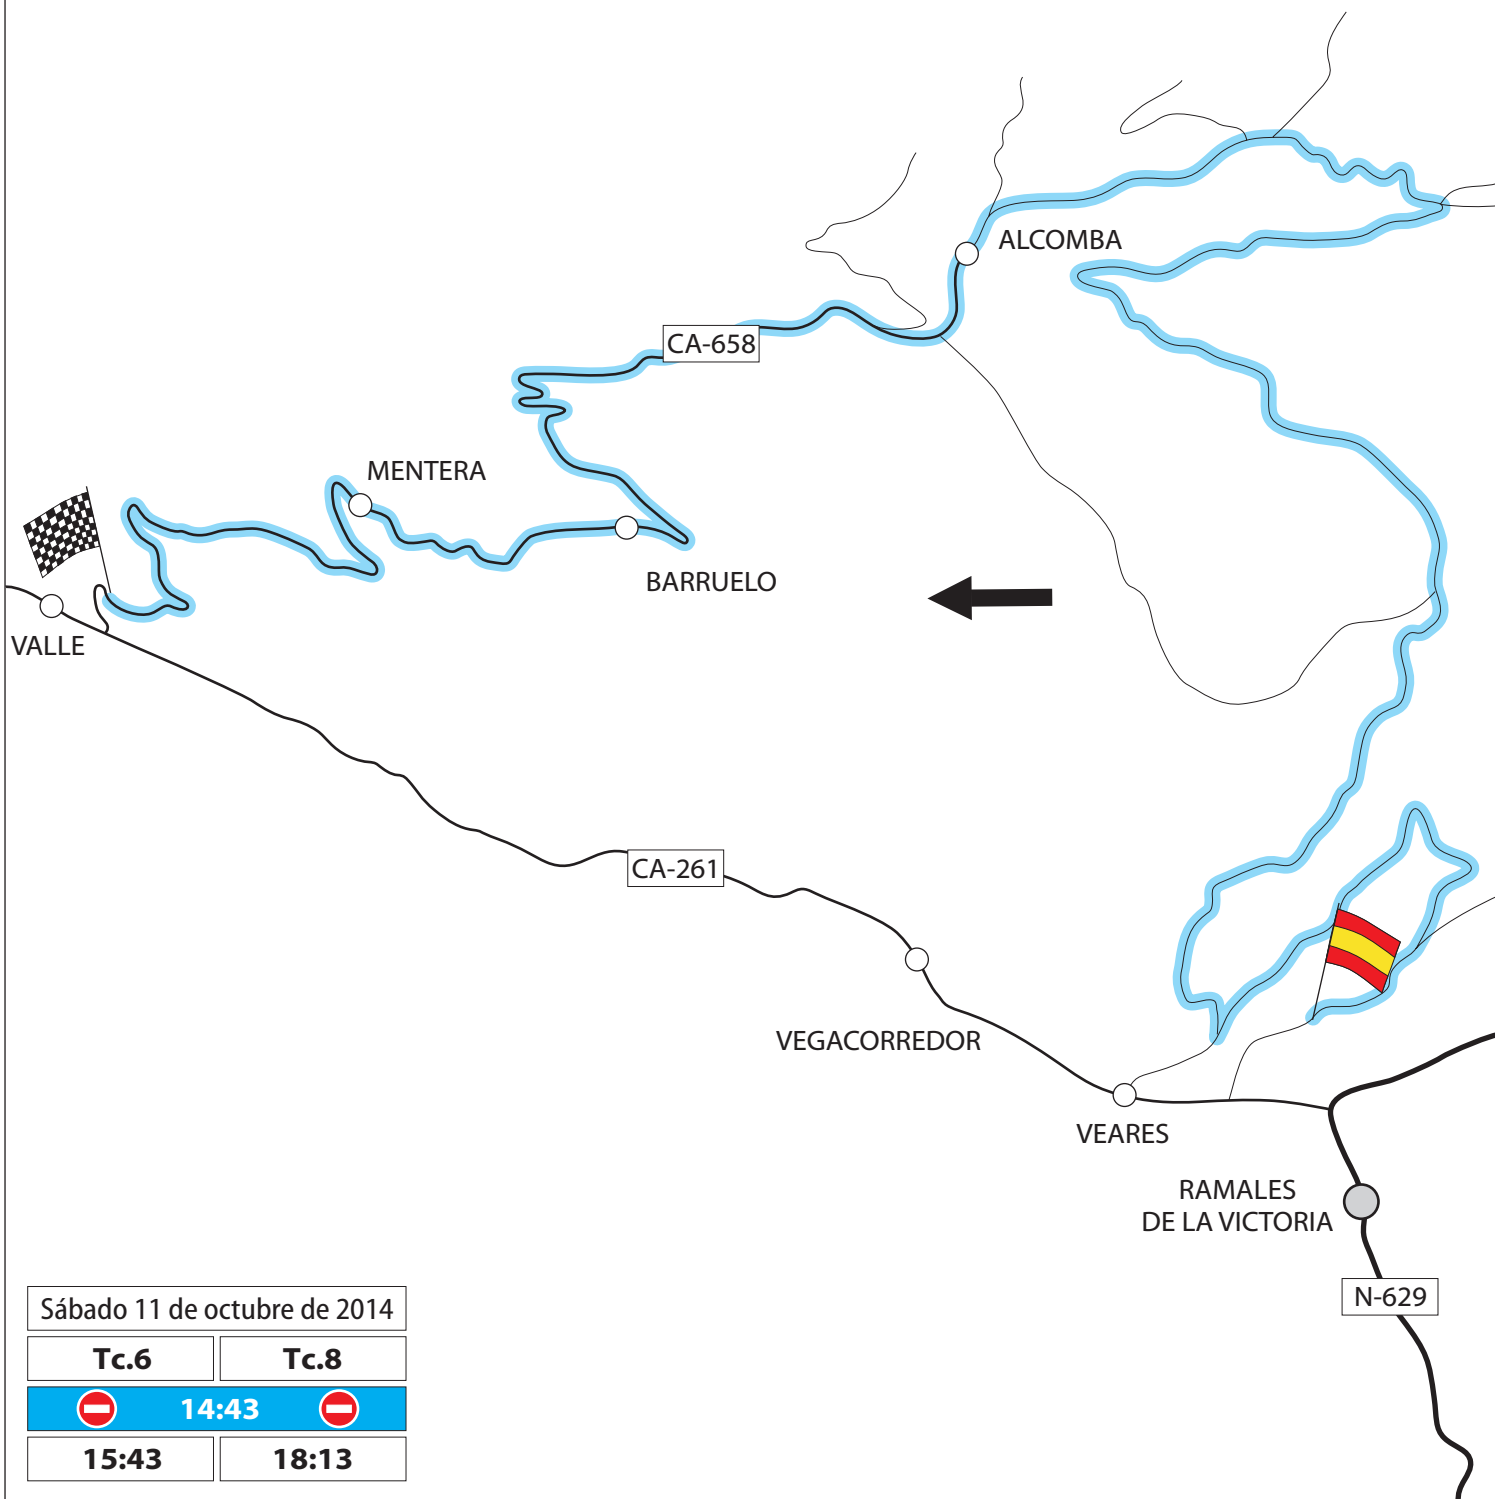 ALCOMBA
CA-658
MENTERA
BARRUELO
VALLE
CA-261
VEGACORREDOR
VEARES
RAMALES
DE LA VICTORIA
N-629
Sábado 11 de octubre de 2014
Tc.6 Tc.8
14:43
15:43 18:13